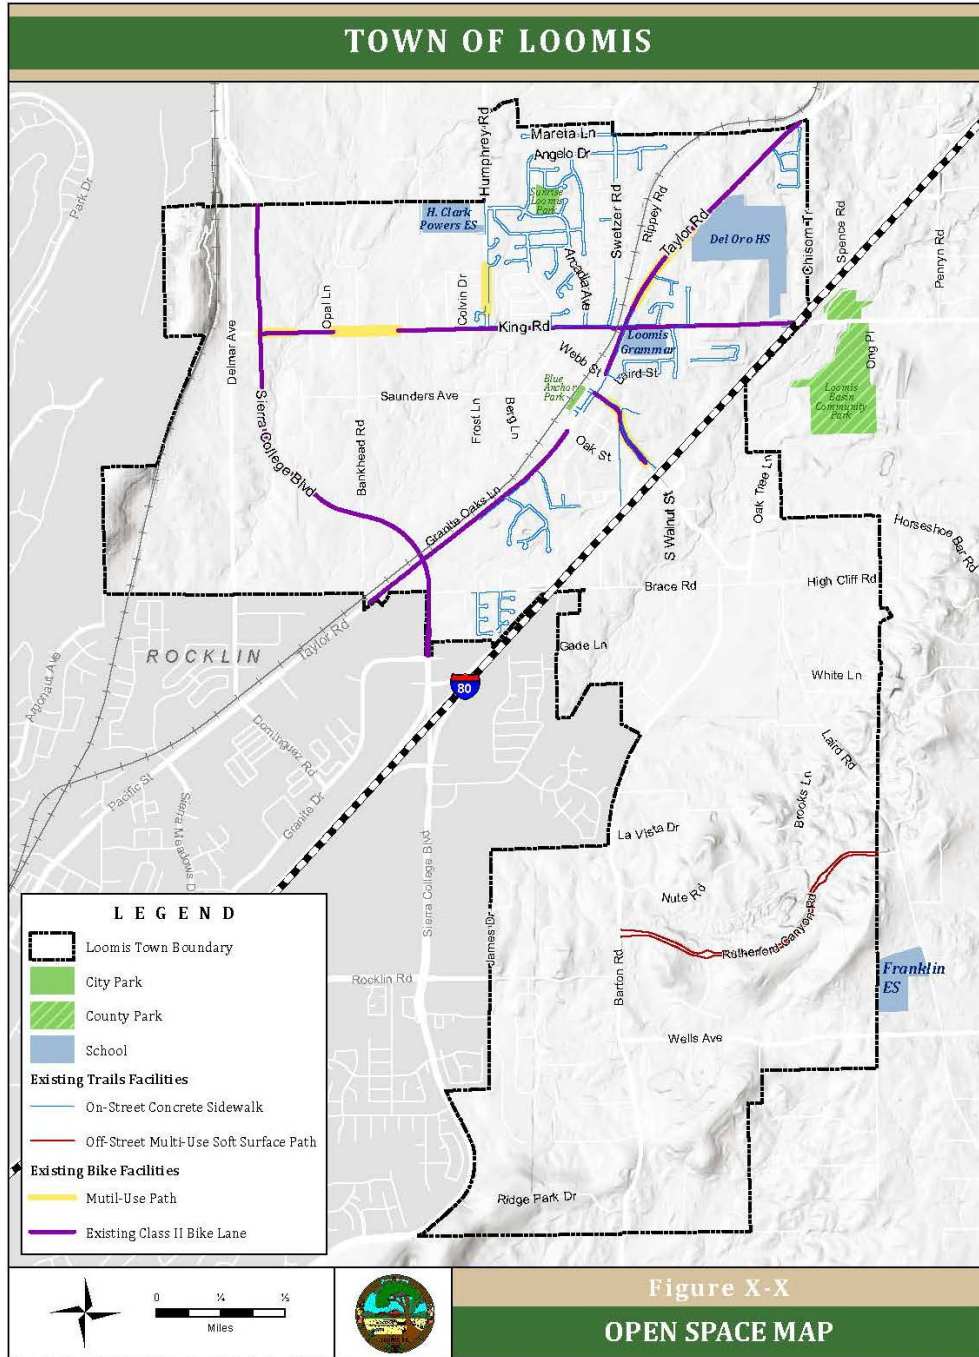 TOWN OF LOOMIS
Humphrey Rd
Mareta Ln
Angelo Dr
Park Dr
Swetzer Rd
Rippey Rd
Sunrise
Loomis
Park
H. Clark
Powers ES
Taylor Rd
Del Oro HS
Chisom Tr
Spence Rd
Penryn Rd
Arcadia Ave
Colvin Dr
Opal Ln
King Rd
Loomis
Grammar
Delmar Ave
Webb St
Laird St
Ong Pl
Blue
Anchor
Park
Loomis
Basin
Community
Park
Saunders Ave
Sierra College Blvd
Bankhead Rd
Frost Ln
Berg Ln
Oak St
Granite Oaks Ln
S Walnut St
Oak Tree Ln
Horseshoe Bar Rd
Brace Rd
High Cliff Rd
ROCKLIN
Taylor Rd
Gade Ln
Argonaut Ave
80
White Ln
Dominguez Rd
Laird Rd
Pacific St
Sierra Meadows D
Granite Dr
Brooks Ln
La Vista Dr
Sierra College Blvd
Nute Rd
James Dr
Rutherford Canyon Rd
Barton Rd
Rocklin Rd
Franklin
ES
Wells Ave
Ridge Park Dr
LEGEND
Loomis Town Boundary
City Park
County Park
School
Existing Trails Facilities
On-Street Concrete Sidewalk
Off-Street Multi-Use Soft Surface Path
Existing Bike Facilities
Mutil-Use Path
Existing Class II Bike Lane
0 ¼ ½
Miles
Figure X-X
OPEN SPACE MAP